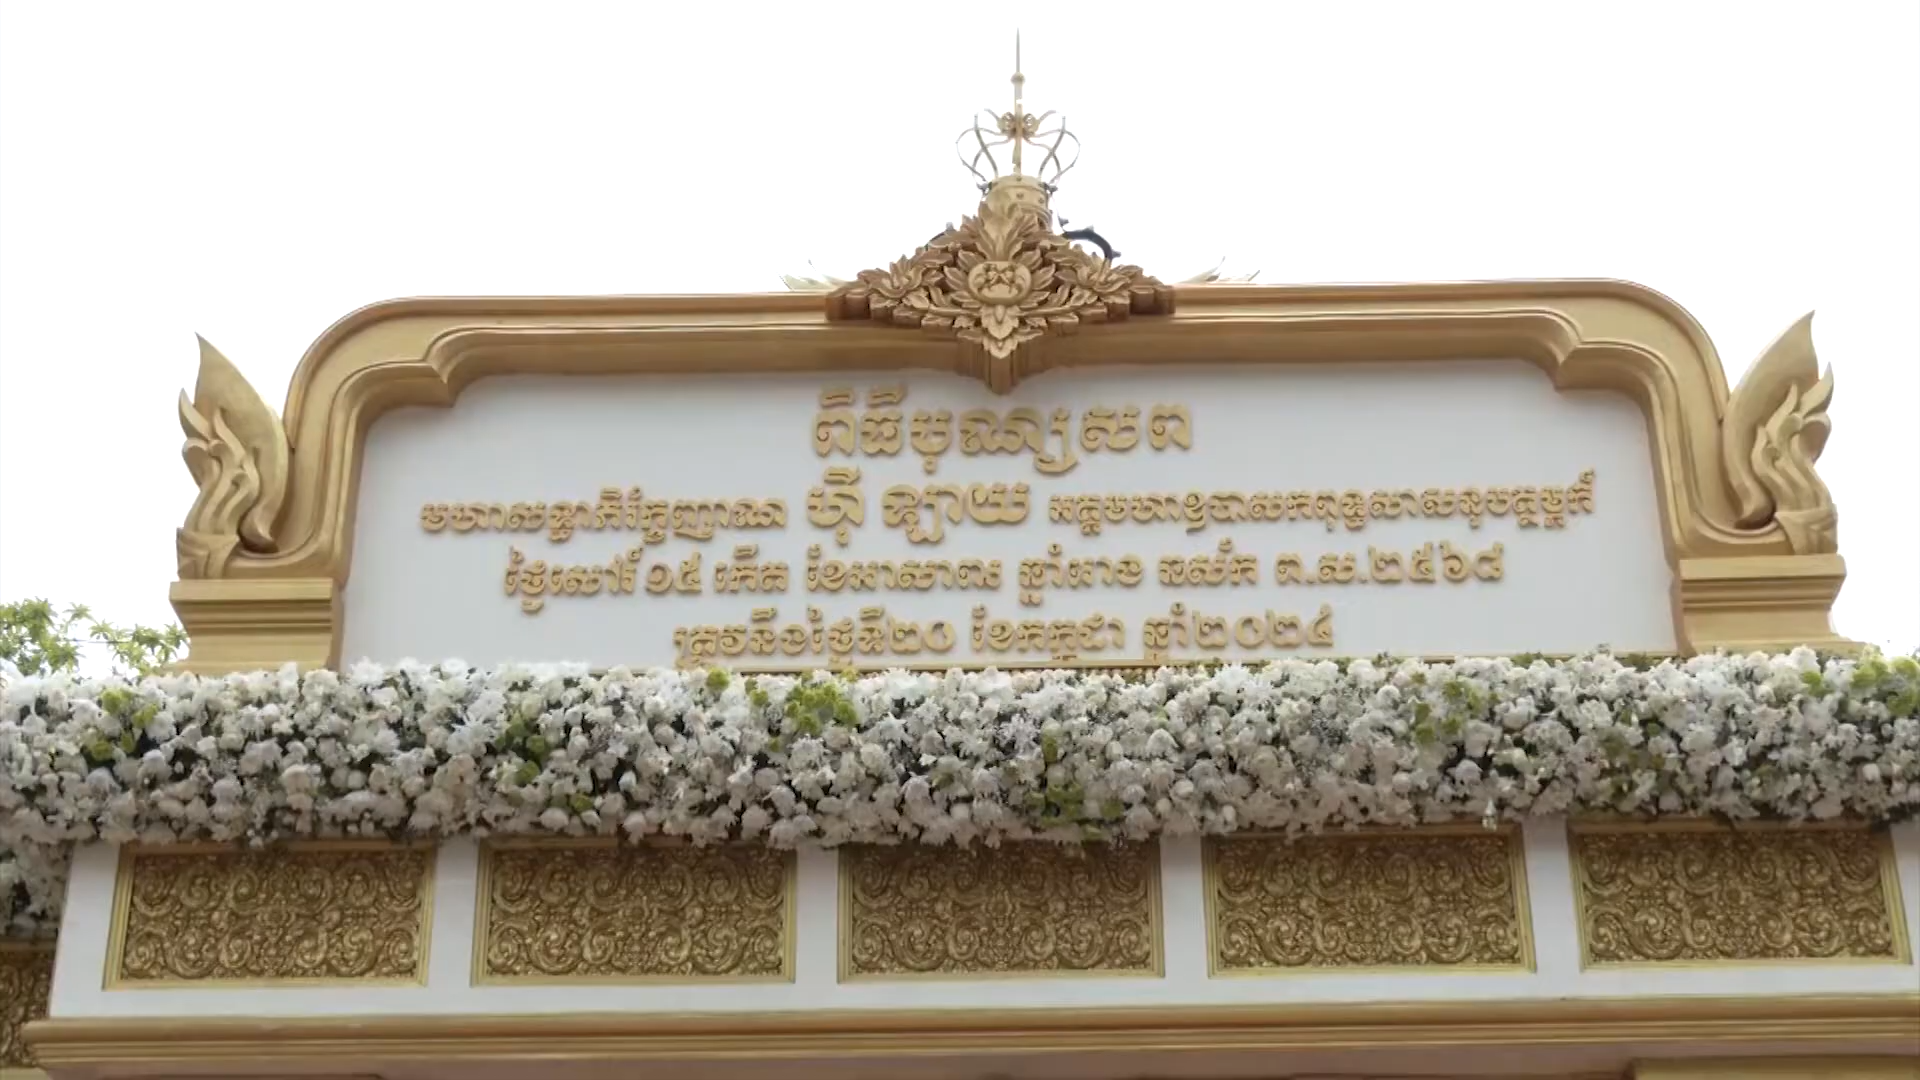 ពិធីបុណ្យសព
មហាសទ្ធាភិរ័ក្ខញ្ញាណ ហ៊ី ឡាយ អគ្គមហាឧបាសកពុទ្ធសាសនុបត្ថម្ភក៍
ថ្ងៃសៅរ៍ ១៥ កើត ខែអាសាឍ ឆ្នាំរោង ឆស័ក ព.ស.២៥៦៨
ត្រូវនឹងថ្ងៃទី២០ ខែកក្កដា ឆ្នាំ២០២៤